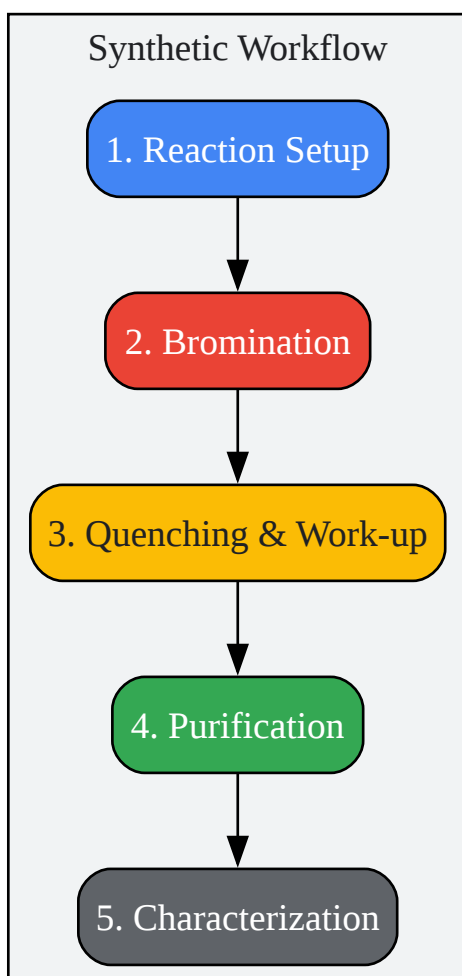 Synthetic Workflow
1. Reaction Setup
2. Bromination
3. Quenching & Work-up
4. Purification
5. Characterization